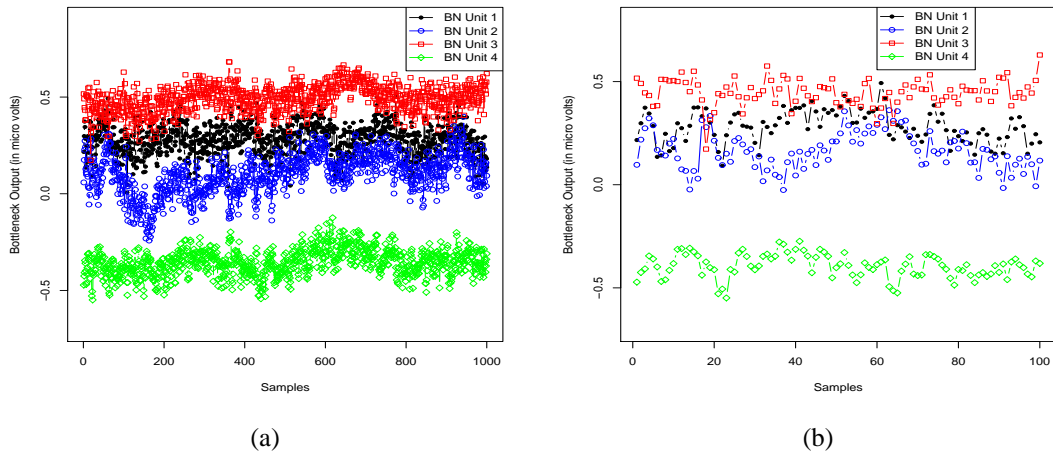 BN Unit 1
BN Unit 2
BN Unit 3
BN Unit 4
Bottleneck Output (in micro volts)
0.5
0.0
−0.5
0
200
400
600
800
1000
Samples
(a)
BN Unit 1
BN Unit 2
BN Unit 3
BN Unit 4
Bottleneck Output (in micro volts)
0.5
0.0
−0.5
0
20
40
60
80
100
Samples
(b)